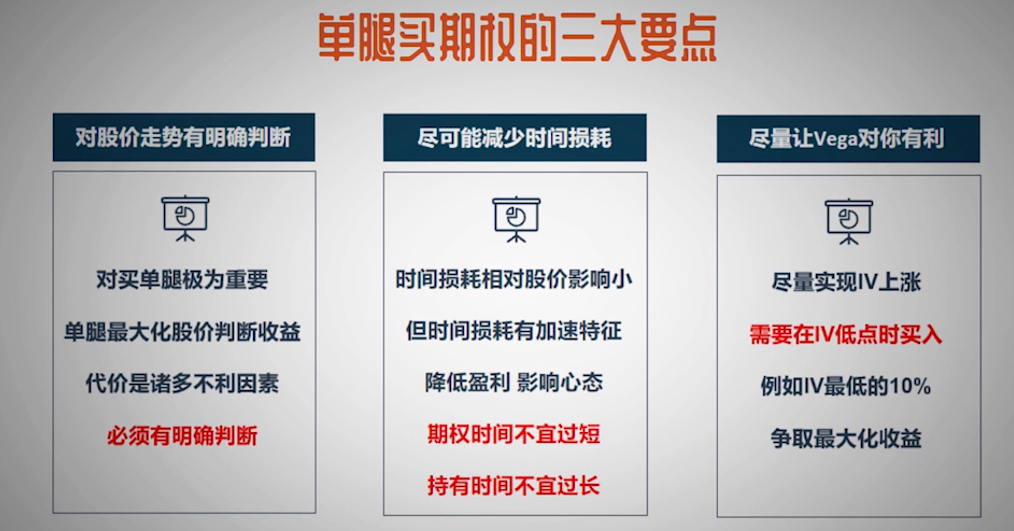 单腿买期权的三大要点
对股价走势有明确判断
对买单腿极为重要
单腿最大化股价判断收益
代价是诸多不利因素
必须有明确判断
尽可能减少时间损耗
时间损耗相对股价影响小
但时间损耗有加速特征
降低盈利 影响心态
期权时间不宜过短
持有时间不宜过长
尽量让Vega对你有利
尽量实现IV上涨
需要在IV低点时买入
例如IV最低的10%
争取最大化收益